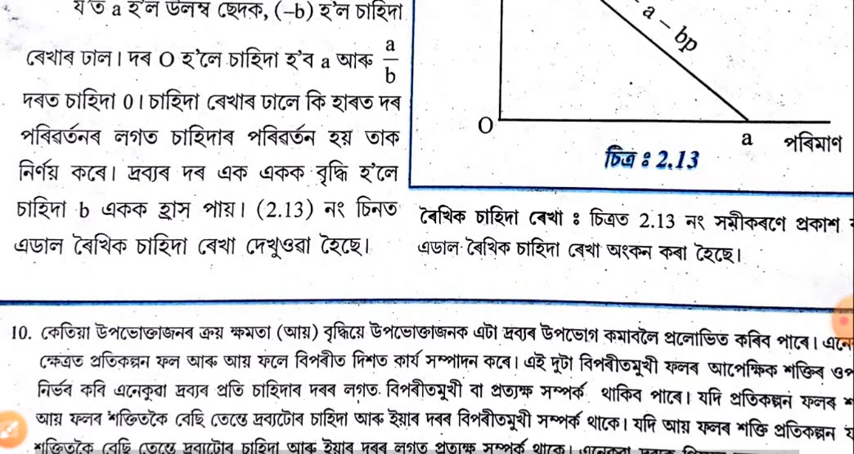 য'ত a হ'ল উলম্ব ছেদক, (–b) হ'ল চাহিদা
ৰেখাৰ ঢাল। দৰ O হ'লে চাহিদা হ'ব a আৰু a/b
দৰত চাহিদা 0। চাহিদা ৰেখাৰ ঢালে কি হাৰত দৰ
পৰিবৰ্তনৰ লগত চাহিদাৰ পৰিবৰ্তন হয় তাক
নিৰ্ণয় কৰে। দ্ৰব্যৰ দৰ এক একক বৃদ্ধি হ'লে
চাহিদা b একক হ্ৰাস পায়। (2.13) নং চিত্ৰত
এডাল ৰৈখিক চাহিদা ৰেখা দেখুওৱা হৈছে।
a – bp
O
a পৰিমাণ
চিত্ৰ : 2.13
ৰৈখিক চাহিদা ৰেখা : চিত্ৰত 2.13 নং সমীকৰণে প্ৰকাশ
এডাল ৰৈখিক চাহিদা ৰেখা অংকন কৰা হৈছে।
10. কেতিয়া উপভোক্তাজনৰ ক্ৰয় ক্ষমতা (আয়) বৃদ্ধিয়ে উপভোক্তাজনক এটা দ্ৰব্যৰ উপভোগ কমাবলৈ প্ৰলোভিত কৰিব পাৰে।
ক্ষেত্ৰত প্ৰতিকল্পন ফল আৰু আয় ফলে বিপৰীত দিশত কাৰ্য সম্পাদন কৰে। এই দুটা বিপৰীতমুখী ফলৰ আপেক্ষিক শক্তিৰ
নিৰ্ভৰ কৰি এনেকুৱা দ্ৰব্যৰ প্ৰতি চাহিদাৰ দৰৰ লগত বিপৰীতমুখী বা প্ৰত্যক্ষ সম্পৰ্ক থাকিব পাৰে। যদি প্ৰতিকল্পন ফলৰ
আয় ফলৰ শক্তিতকৈ বেছি তেন্তে দ্ৰব্যটোৰ চাহিদা আৰু ইয়াৰ দৰৰ বিপৰীতমুখী সম্পৰ্ক থাকে। যদি আয় ফলৰ শক্তি প্ৰতিকল্পন
শক্তিতকৈ বেছি তেন্তে দ্ৰব্যটোৰ চাহিদা আৰু ইয়াৰ দৰৰ লগত প্ৰত্যক্ষ সম্পৰ্ক থাকে।